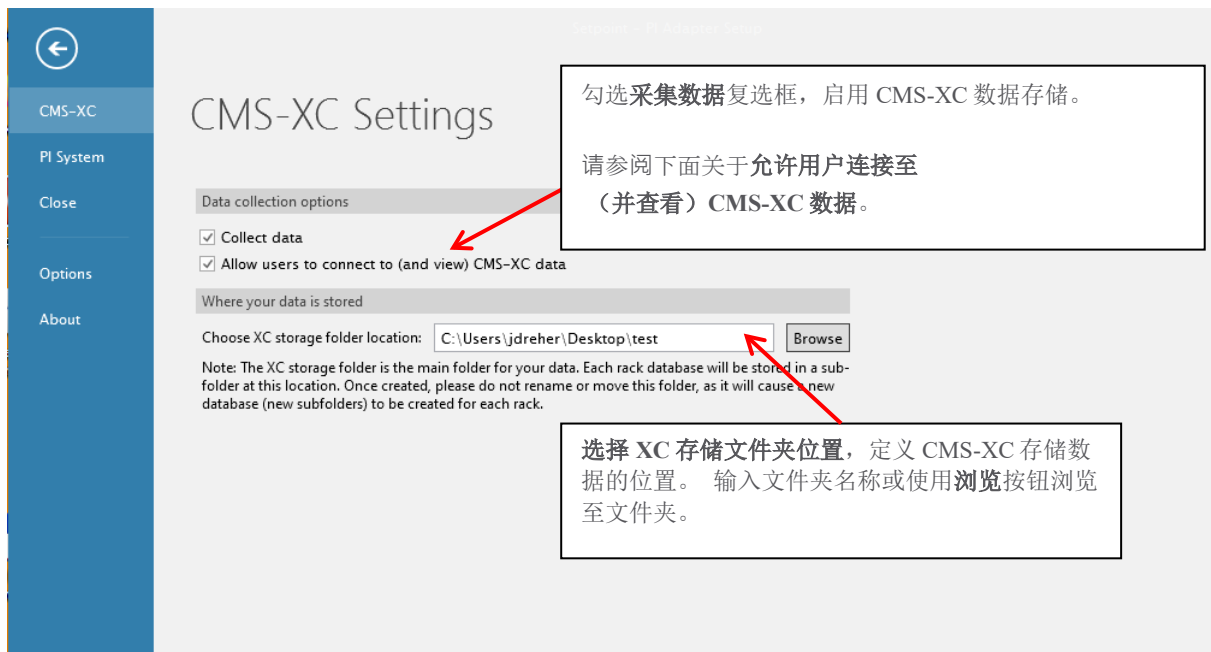 Setpoint – PI Adapter Setup
CMS-XC
PI System
Close
Options
About
CMS-XC Settings
勾选采集数据复选框，启用 CMS-XC 数据存储。
请参阅下面关于允许用户连接至
（并查看）CMS-XC 数据。
Data collection options
Collect data
Allow users to connect to (and view) CMS-XC data
Where your data is stored
Choose XC storage folder location:
C:\Users\jdreher\Desktop\test
Browse
Note: The XC storage folder is the main folder for your data. Each rack database will be stored in a sub-
folder at this location. Once created, please do not rename or move this folder, as it will cause a new
database (new subfolders) to be created for each rack.
选择 XC 存储文件夹位置，定义 CMS-XC 存储数
据的位置。 输入文件夹名称或使用浏览按钮浏览
至文件夹。